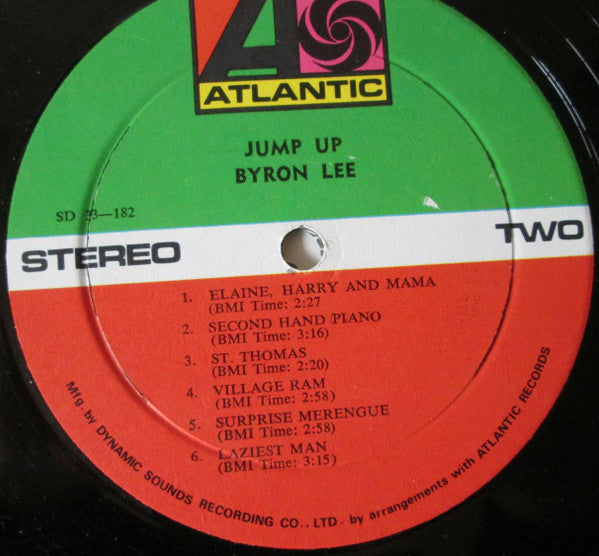 A
ATLANTIC
JUMP UP
BYRON LEE
SD 33—182
STEREO
TWO
1. ELAINE, HARRY AND MAMA
(BMI Time: 2:27
2. SECOND HAND PIANO
(BMI Time: 3:16)
3. ST. THOMAS
(BMI Time: 2:20)
4. VILLAGE RAM
(BMI Time: 2:58)
5. SURPRISE MERENGUE
(BMI Time: 2:58)
6. LAZIEST MAN
(BMI Time: 3:15)
Mfg. by DYNAMIC SOUNDS RECORDING CO., LTD. by arrangements with ATLANTIC RECORDS